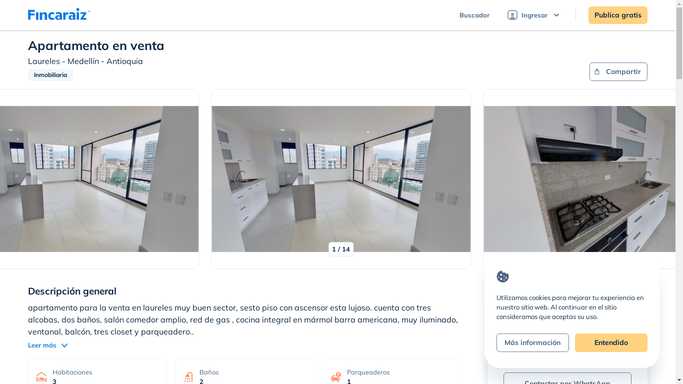 Fincaraiz
Buscador
Ingresar
Publica gratis
Apartamento en venta
Laureles - Medellín - Antioquia
Inmobiliaria
Compartir
1 / 14
Descripción general
apartamento para la venta en laureles muy buen sector, sesto piso con ascensor esta lujoso. cuenta con tres
alcobas, dos baños, salón comedor amplio, red de gas , cocina integral en mármol barra americana, muy iluminado,
ventanal, balcón, tres closet y parqueadero..
Leer más
Habitaciones
3
Baños
2
Parqueaderos
1
Utilizamos cookies para mejorar tu experiencia en
nuestro sitio web. Al continuar en el sitio
consideramos que aceptas su uso.
Más información
Entendido
Contactar por WhatsApp